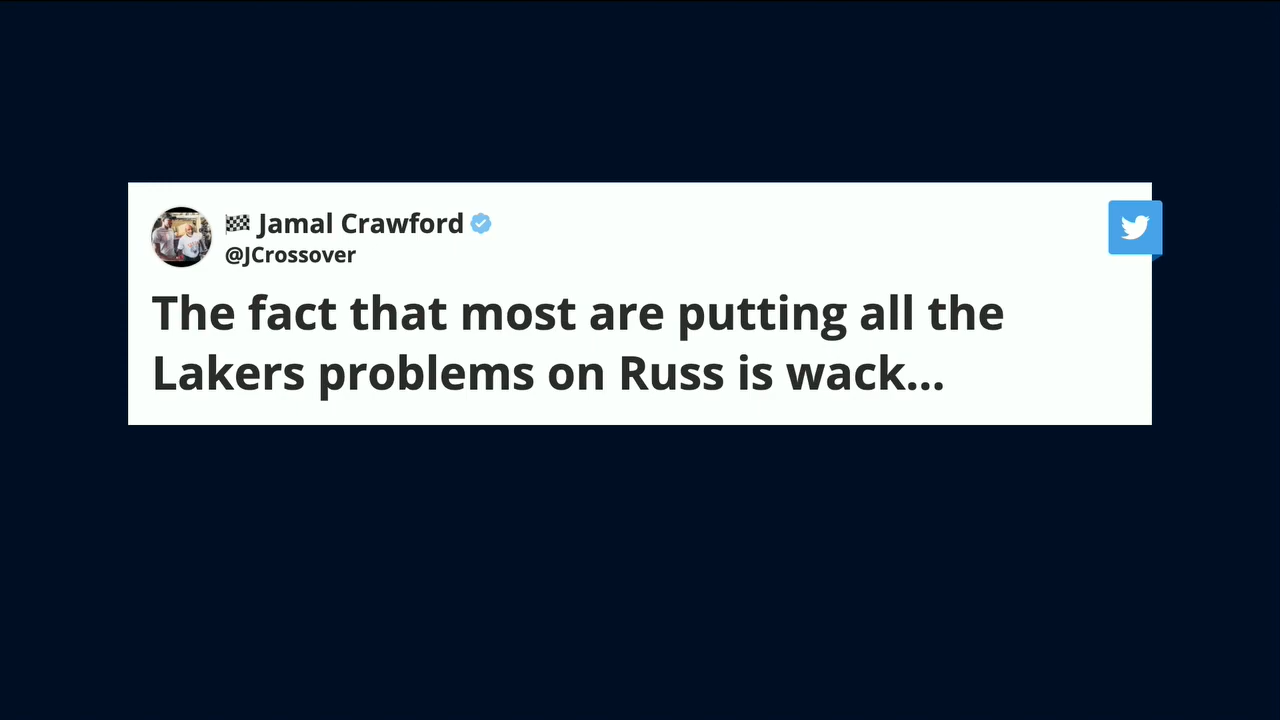 🏁 Jamal Crawford
@JCrossover
The fact that most are putting all the
Lakers problems on Russ is wack...